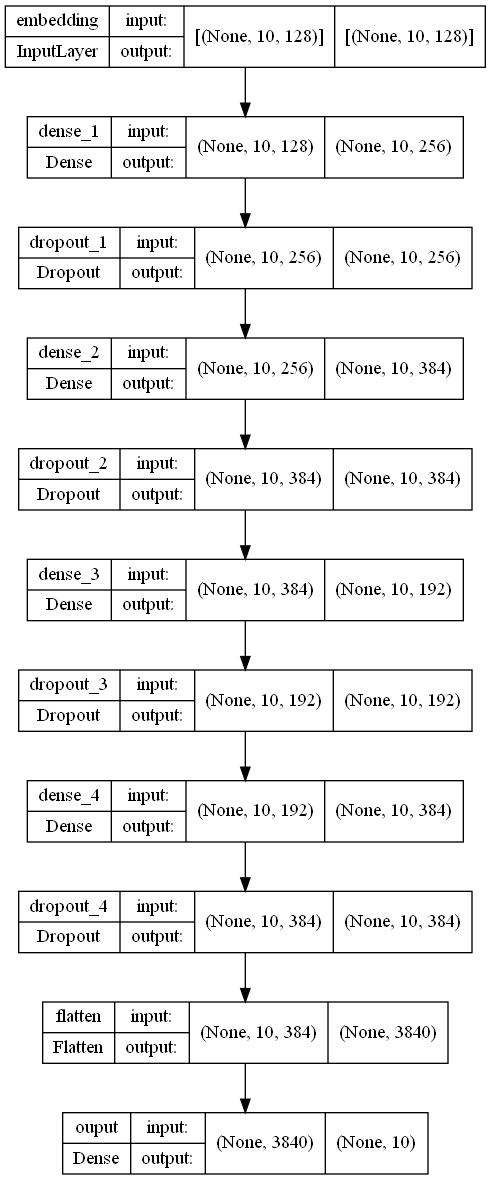 embedding input: [(None, 10, 128)] [(None, 10, 128)]
InputLayer output:
dense_1 input: (None, 10, 128) (None, 10, 256)
Dense output:
dropout_1 input: (None, 10, 256) (None, 10, 256)
Dropout output:
dense_2 input: (None, 10, 256) (None, 10, 384)
Dense output:
dropout_2 input: (None, 10, 384) (None, 10, 384)
Dropout output:
dense_3 input: (None, 10, 384) (None, 10, 192)
Dense output:
dropout_3 input: (None, 10, 192) (None, 10, 192)
Dropout output:
dense_4 input: (None, 10, 192) (None, 10, 384)
Dense output:
dropout_4 input: (None, 10, 384) (None, 10, 384)
Dropout output:
flatten input: (None, 10, 384) (None, 3840)
Flatten output:
ouput input: (None, 3840) (None, 10)
Dense output: